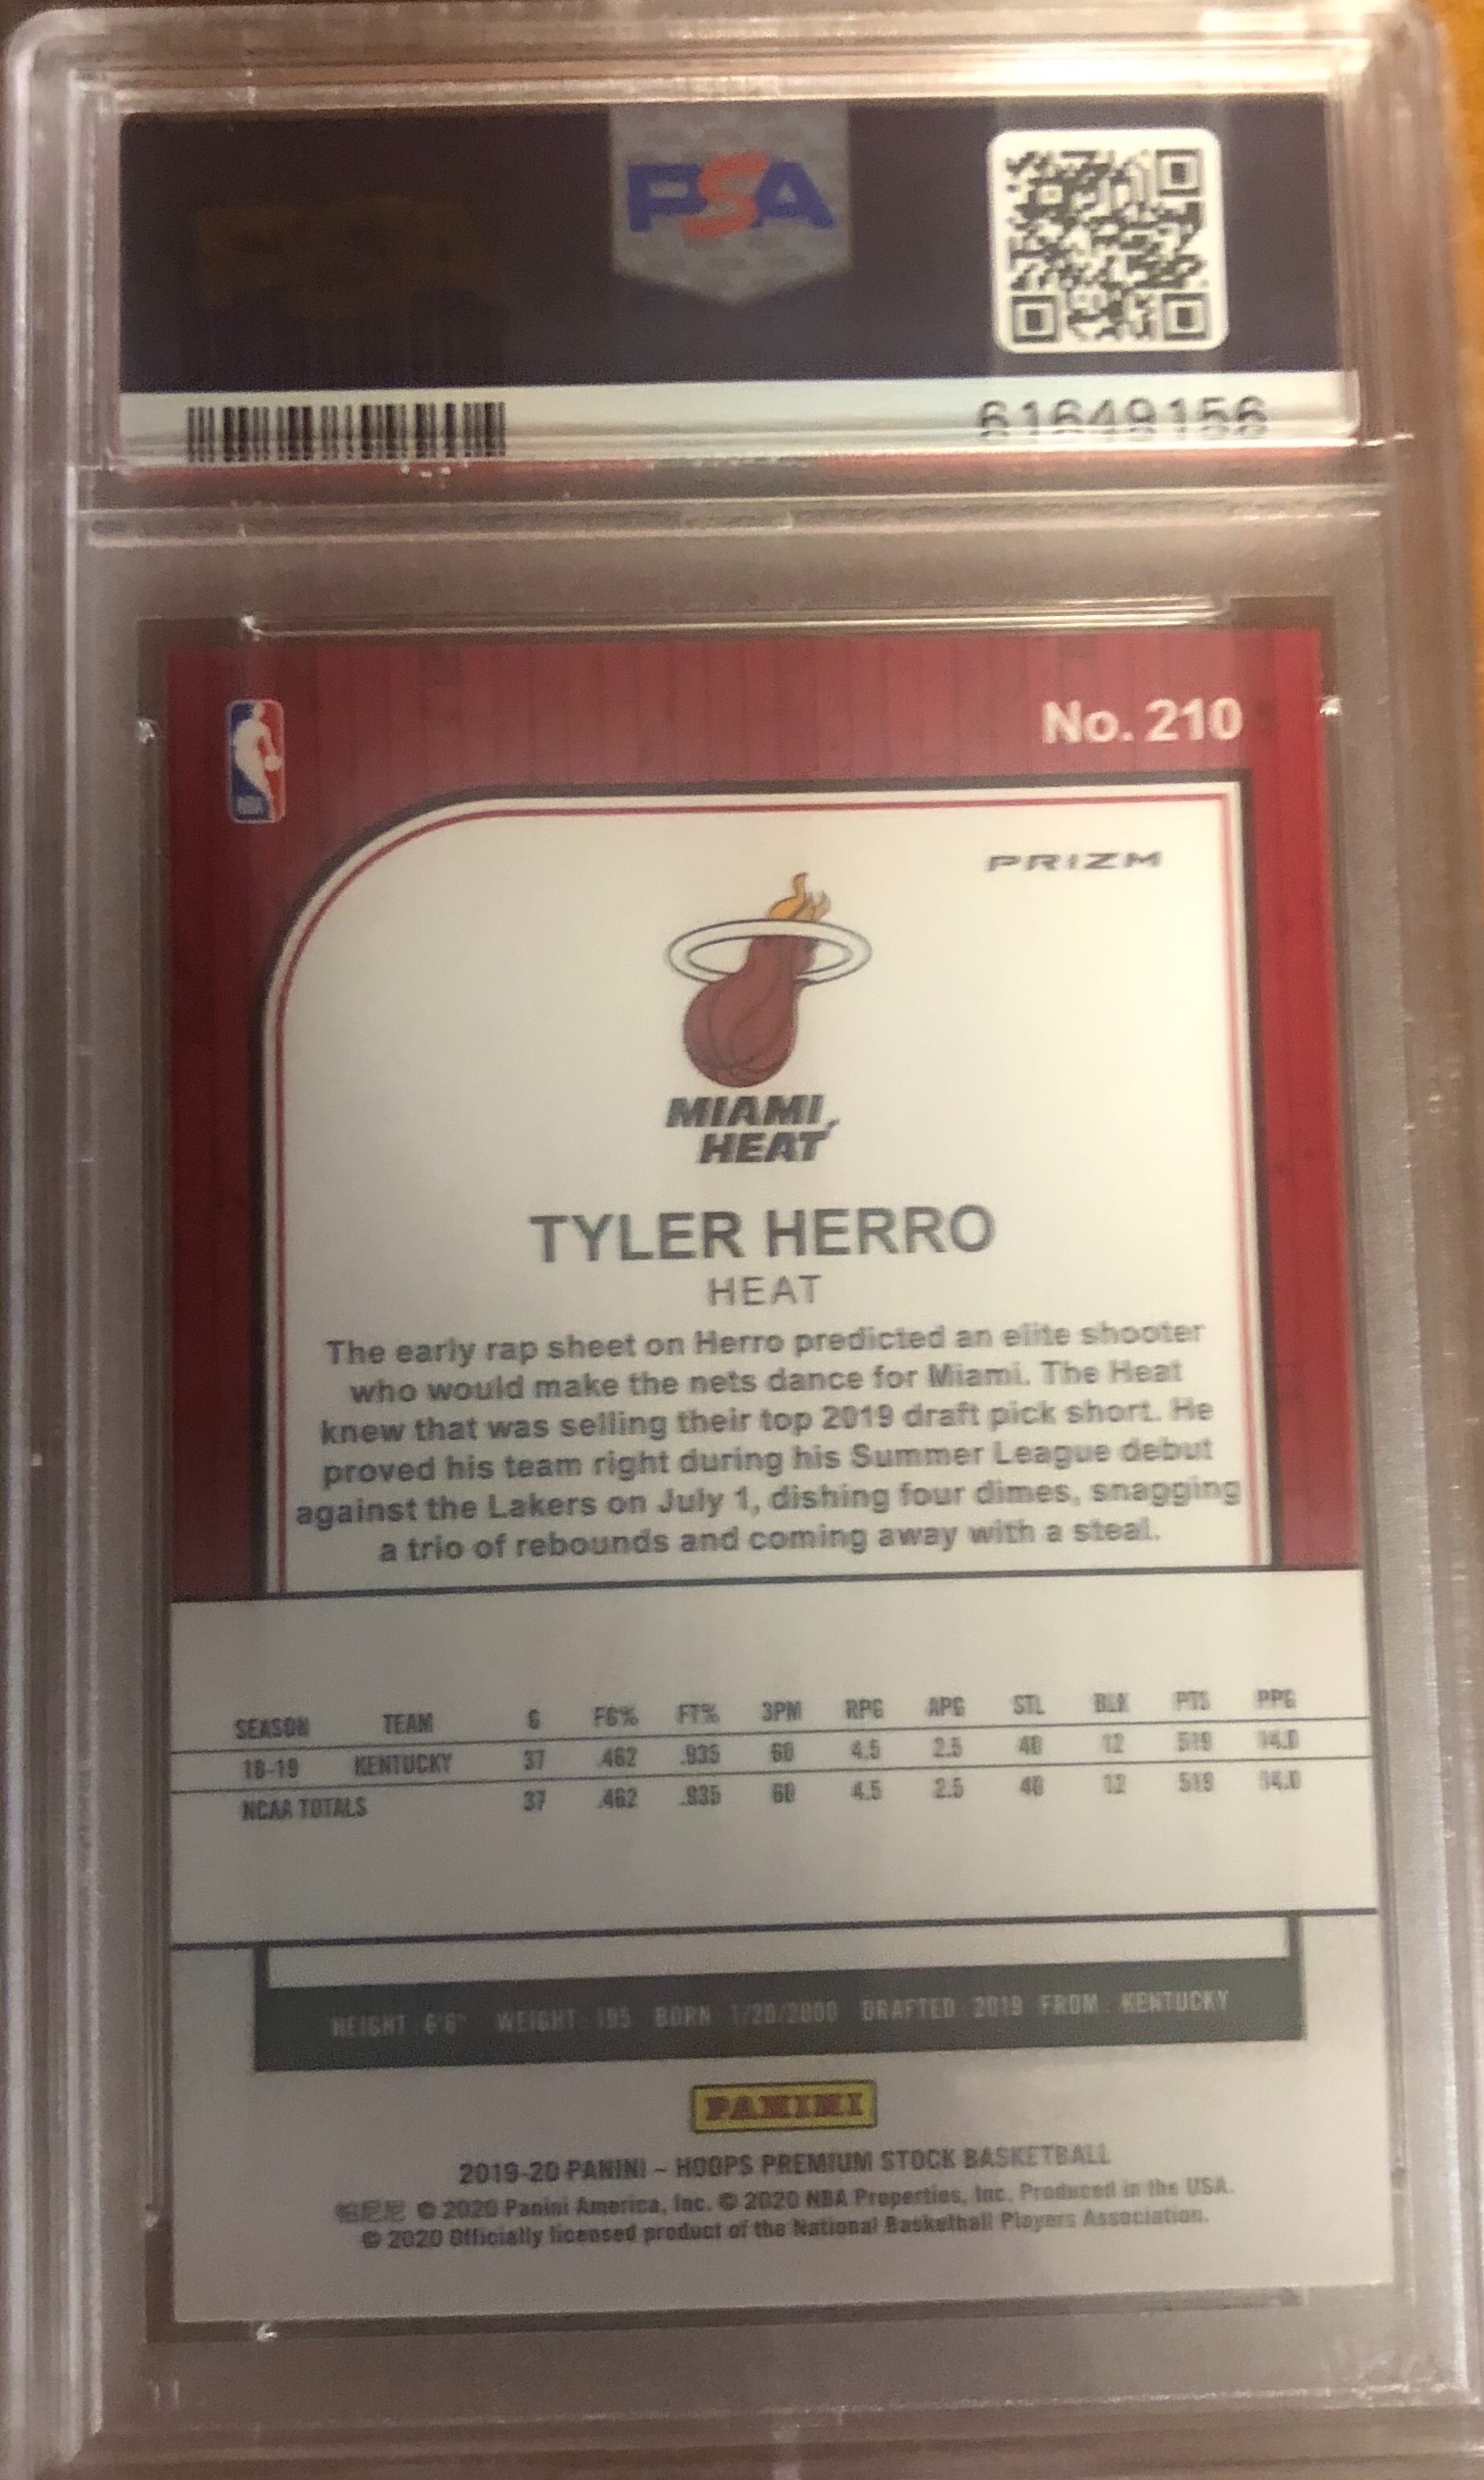 PSA
61649156
No. 210
NBA
PRIZM
MIAMI
HEAT
TYLER HERRO
HEAT
The early rap sheet on Herro predicted an elite shooter
who would make the nets dance for Miami. The Heat
knew that was selling their top 2019 draft pick short. He
proved his team right during his Summer League debut
against the Lakers on July 1, dishing four dimes, snagging
a trio of rebounds and coming away with a steal.
SEASON TEAM G FG% FT% 3PM RPG APG STL BLK PTS PPG
18-19 KENTUCKY 37 .462 .935 60 4.5 2.5 40 12 519 14.0
NCAA TOTALS 37 .462 .935 60 4.5 2.5 40 12 519 14.0
HEIGHT: 6'6" WEIGHT: 195 BORN: 1/20/2000 DRAFTED: 2019 FROM: KENTUCKY
PANINI
2019-20 PANINI – HOOPS PREMIUM STOCK BASKETBALL
帕尼尼 © 2020 Panini America, Inc. © 2020 NBA Properties, Inc. Produced in the USA.
© 2020 Officially licensed product of the National Basketball Players Association.